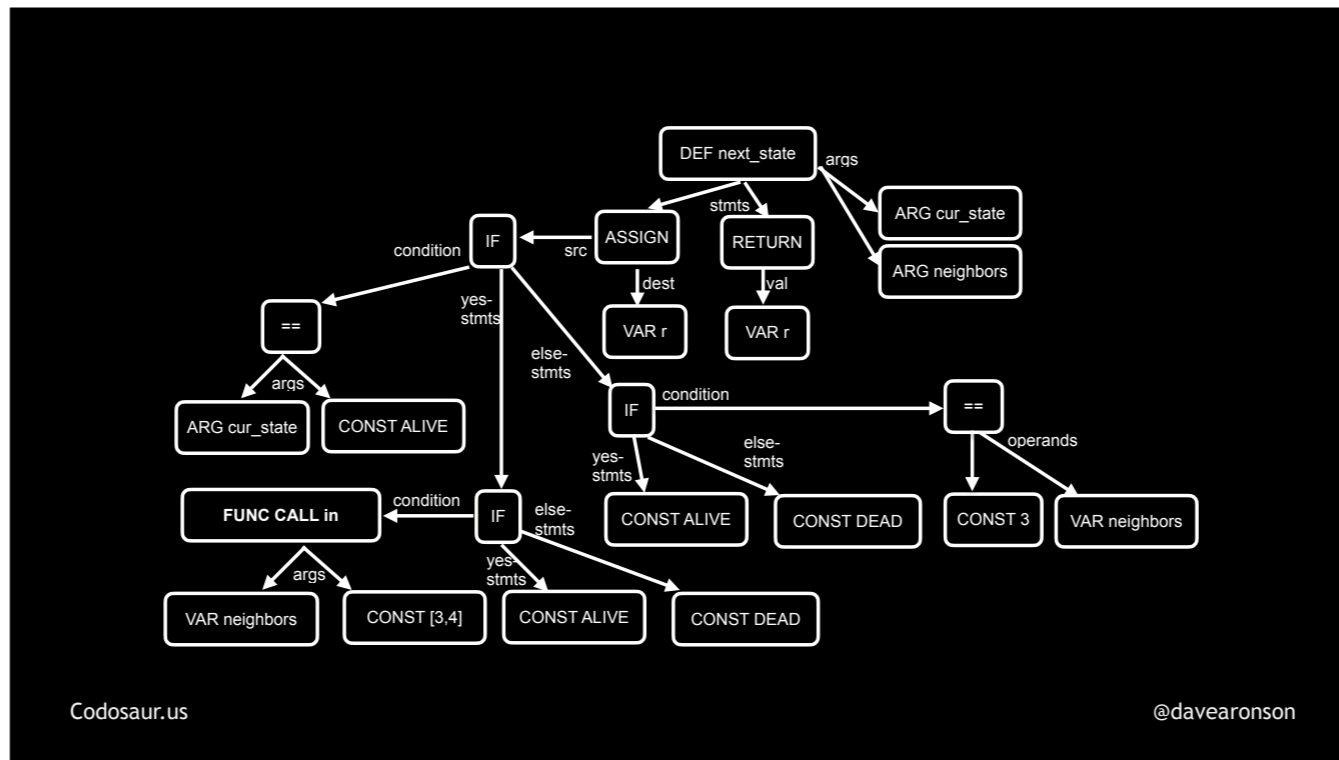 DEF next_state
args
ARG cur_state
stmts
ASSIGN
RETURN
IF
src
condition
ARG neighbors
dest
val
yes-
stmts
==
VAR r
VAR r
else-
stmts
args
condition
IF
==
ARG cur_state
CONST ALIVE
operands
yes-
stmts
else-
stmts
condition
FUNC CALL in
IF
else-
stmts
CONST ALIVE
CONST DEAD
CONST 3
VAR neighbors
args
yes-
stmts
VAR neighbors
CONST [3,4]
CONST ALIVE
CONST DEAD
Codosaur.us
@davearonson